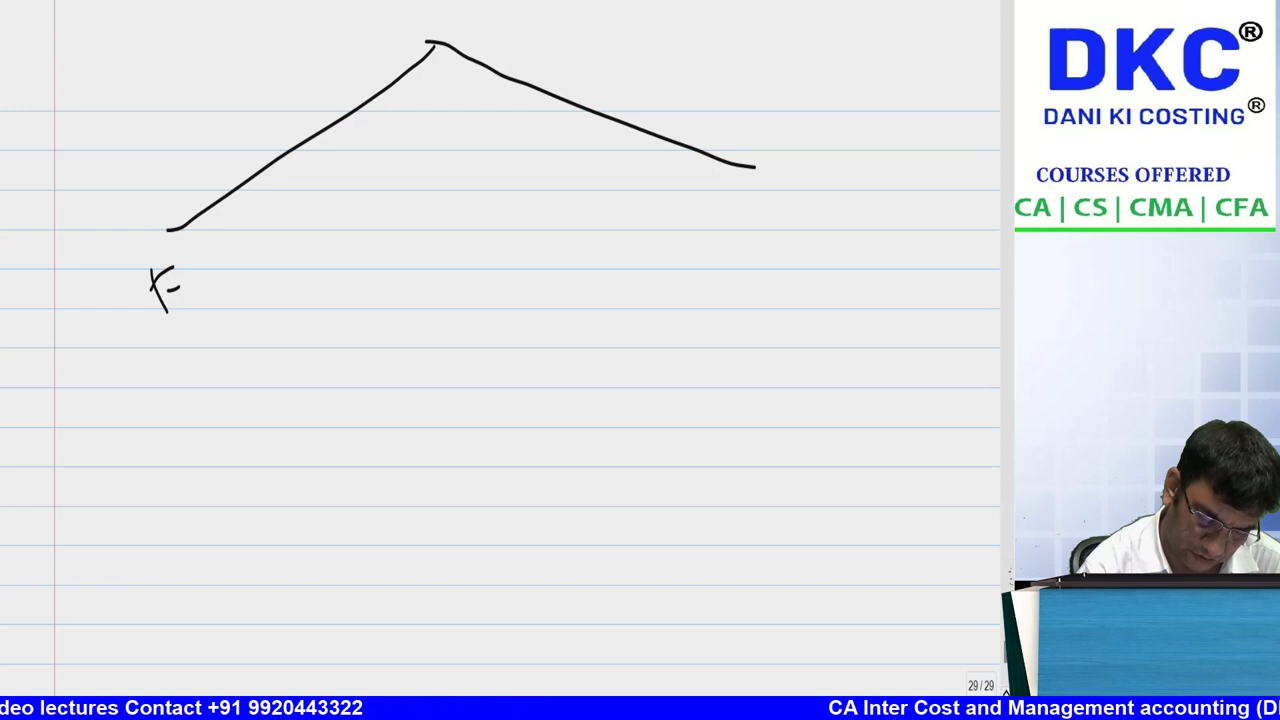 DKC®
DANI KI COSTING®
COURSES OFFERED
CA | CS | CMA | CFA
F
29/29
deo lectures Contact +91 9920443322
CA Inter Cost and Management accounting (D